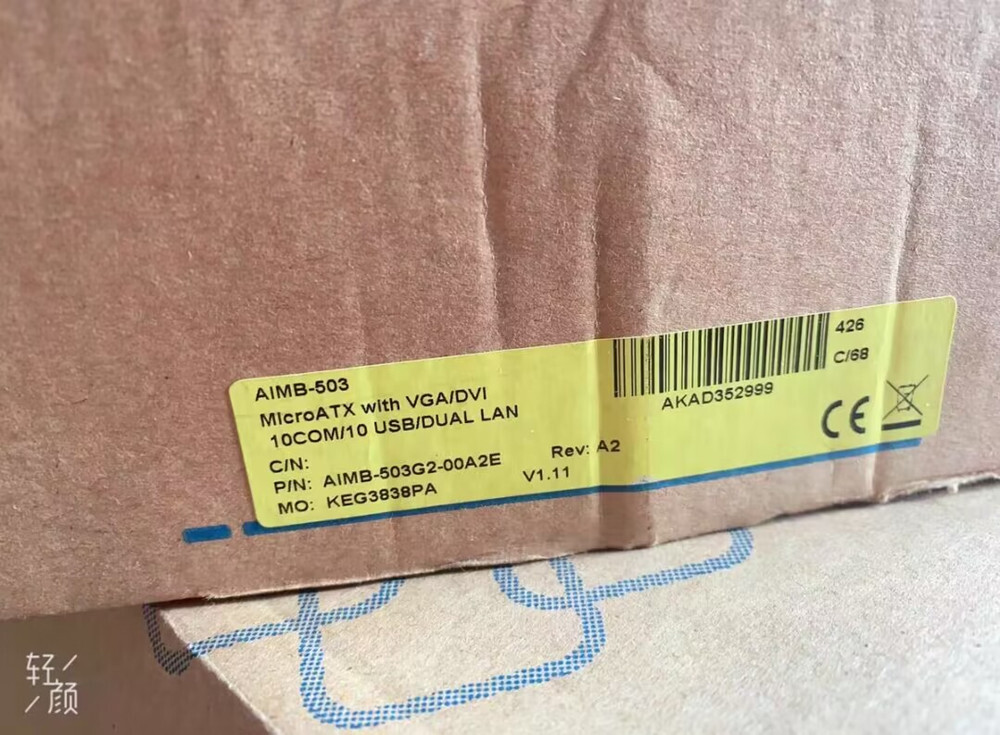 AIMB-503
MicroATX with VGA/DVI
10COM/10 USB/DUAL LAN
C/N:
P/N: AIMB-503G2-00A2E
Rev: A2
MO: KEG3838PA
V1.11
AKAD352999
426
C/68
CE
轻
颜